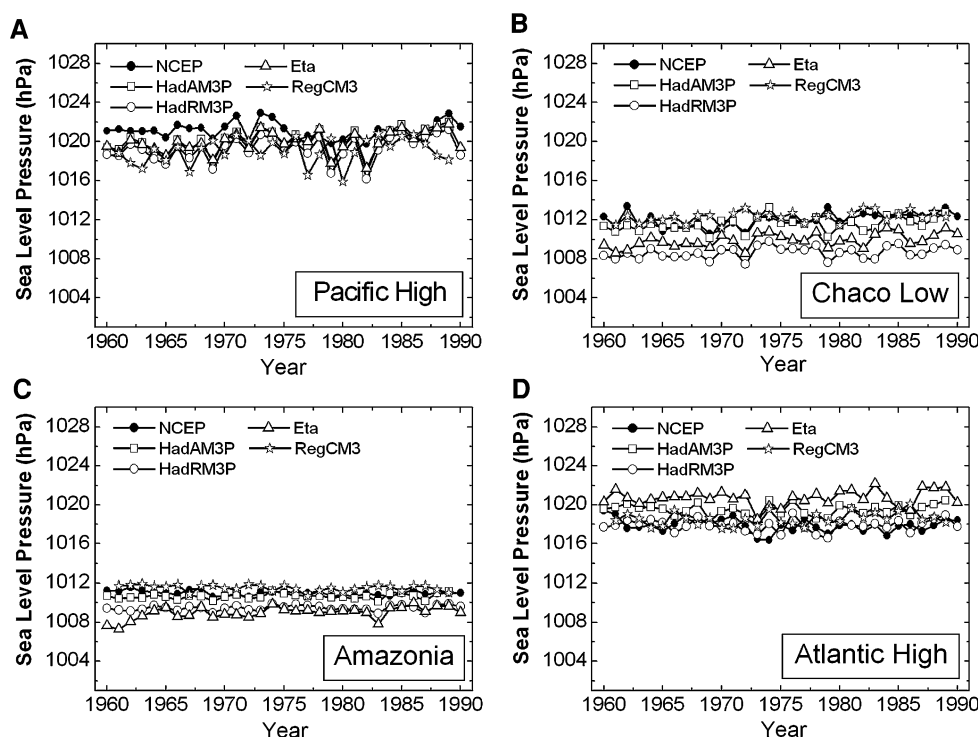 A
Sea Level Pressure (hPa)
1028
1024
1020
1016
1012
1008
1004
NCEP
HadAM3P
HadRM3P
Eta
RegCM3
Pacific High
1960 1965 1970 1975 1980 1985 1990
Year
B
Sea Level Pressure (hPa)
1028
1024
1020
1016
1012
1008
1004
NCEP
HadAM3P
HadRM3P
Eta
RegCM3
Chaco Low
1960 1965 1970 1975 1980 1985 1990
Year
C
Sea Level Pressure (hPa)
1028
1024
1020
1016
1012
1008
1004
NCEP
HadAM3P
HadRM3P
Eta
RegCM3
Amazonia
1960 1965 1970 1975 1980 1985 1990
Year
D
Sea Level Pressure (hPa)
1028
1024
1020
1016
1012
1008
1004
NCEP
HadAM3P
HadRM3P
Eta
RegCM3
Atlantic High
1960 1965 1970 1975 1980 1985 1990
Year